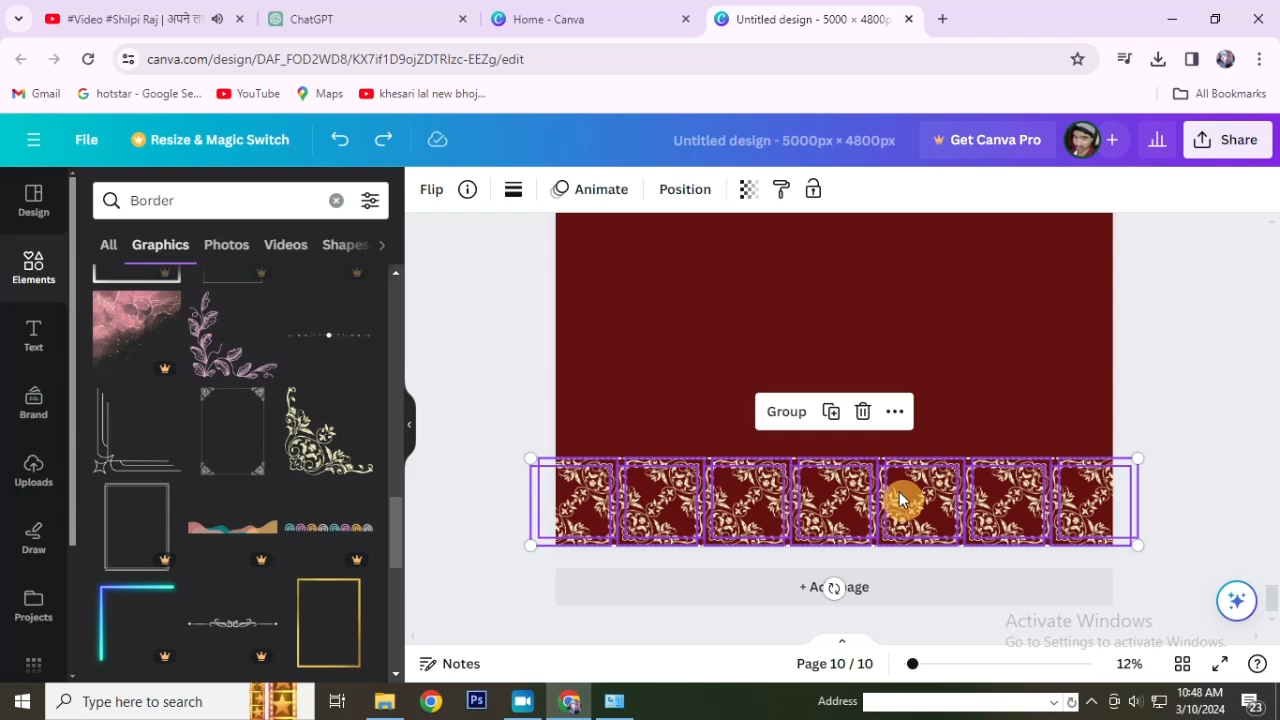 #Video #Shilpi Raj | अपने
ChatGPT
Home - Canva
Untitled design - 5000 × 4800p
canva.com/design/DAF_FOD2WD8/KX7if1D9ojZDTRlzc-EEZg/edit
Gmail
hotstar - Google Se...
YouTube
Maps
khesari lal new bhoj...
All Bookmarks
File
Resize & Magic Switch
Untitled design - 5000px × 4800px
Get Canva Pro
Share
Design
Elements
Text
Brand
Uploads
Draw
Projects
Border
All
Graphics
Photos
Videos
Shapes
Flip
Animate
Position
Group
Activate Windows
Go to Settings to activate Windows.
Notes
Page 10 / 10
12%
Type here to search
Address
10:48 AM
3/10/2024
23